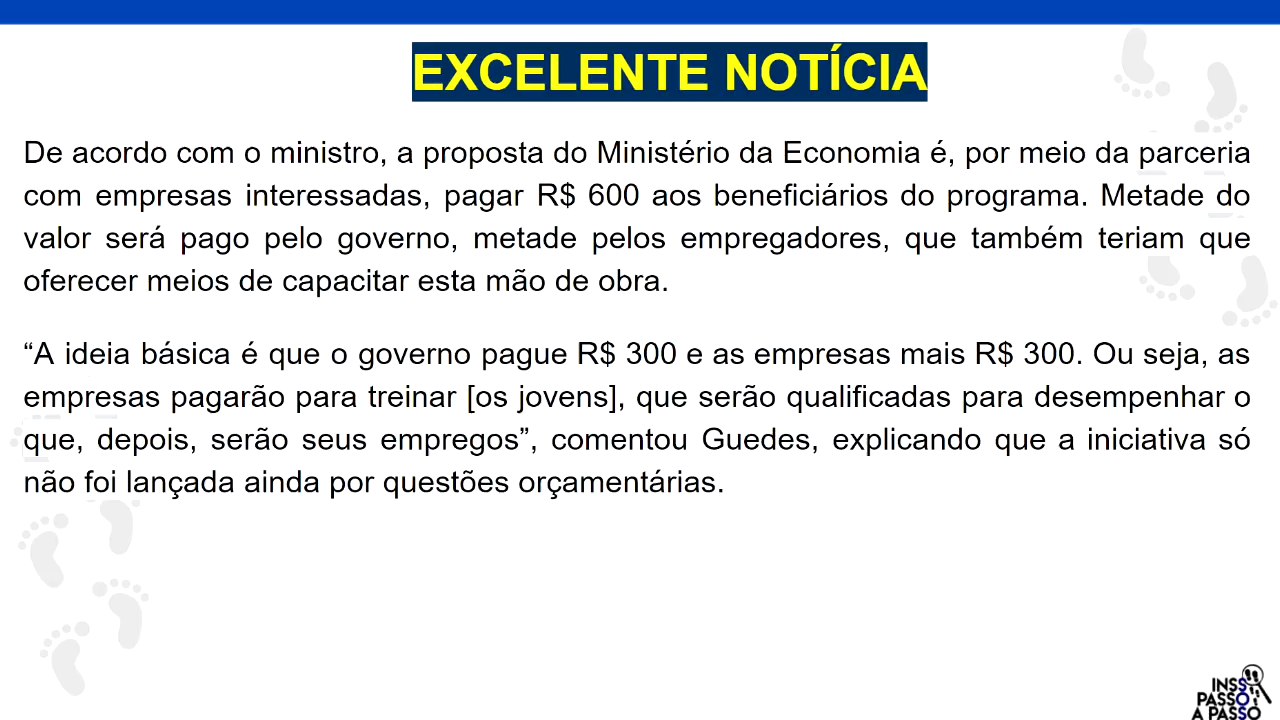 EXCELENTE NOTÍCIA
De acordo com o ministro, a proposta do Ministério da Economia é, por meio da parceria
com empresas interessadas, pagar R$ 600 aos beneficiários do programa. Metade do
valor será pago pelo governo, metade pelos empregadores, que também teriam que
oferecer meios de capacitar esta mão de obra.
“A ideia básica é que o governo pague R$ 300 e as empresas mais R$ 300. Ou seja, as
empresas pagarão para treinar [os jovens], que serão qualificadas para desempenhar o
que, depois, serão seus empregos”, comentou Guedes, explicando que a iniciativa só
não foi lançada ainda por questões orçamentárias.
INSS
PASSO
A PASSO